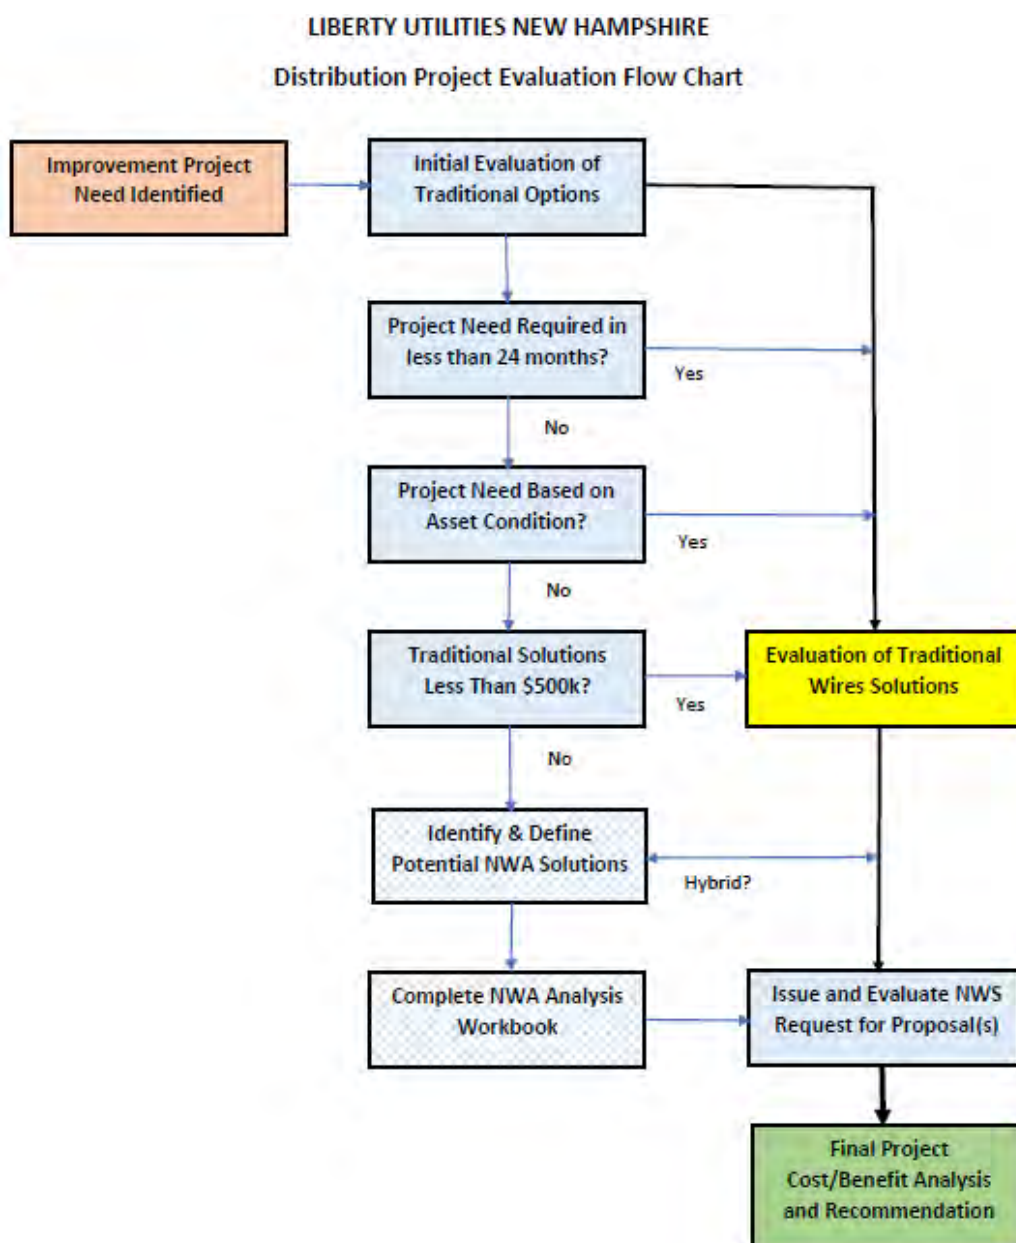 LIBERTY UTILITIES NEW HAMPSHIRE
Distribution Project Evaluation Flow Chart
Improvement Project
Need Identified
Initial Evaluation of
Traditional Options
Project Need Required in
less than 24 months?
Yes
No
Project Need Based on
Asset Condition?
Yes
No
Traditional Solutions
Less Than $500k?
Yes
Evaluation of Traditional
Wires Solutions
No
Identify & Define
Potential NWA Solutions
Hybrid?
Complete NWA Analysis
Workbook
Issue and Evaluate NWS
Request for Proposal(s)
Final Project
Cost/Benefit Analysis
and Recommendation